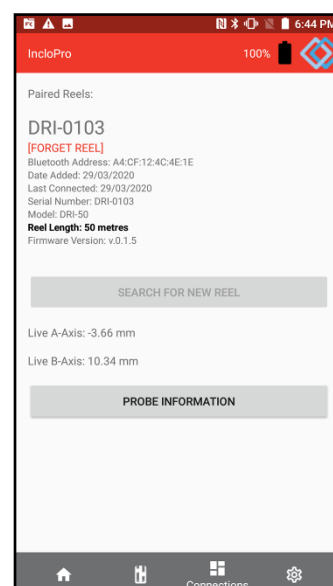 6:44 PM
IncloPro 100%
Paired Reels:
DRI-0103
[FORGET REEL]
Bluetooth Address: A4:CF:12:4C:4E:1E
Date Added: 29/03/2020
Last Connected: 29/03/2020
Serial Number: DRI-0103
Model: DRI-50
Reel Length: 50 metres
Firmware Version: v.0.1.5
SEARCH FOR NEW REEL
Live A-Axis: -3.66 mm
Live B-Axis: 10.34 mm
PROBE INFORMATION
Connections